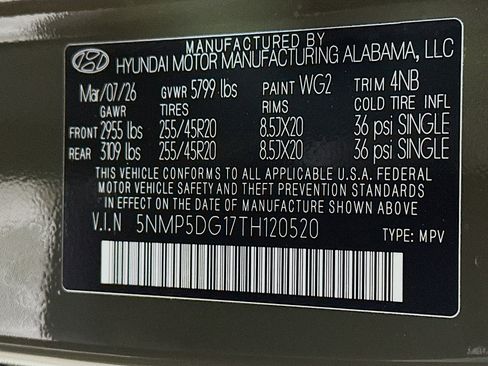 MANUFACTURED BY
HYUNDAI MOTOR MANUFACTURING ALABAMA, LLC
Mar/07/26 GVWR 5799 lbs PAINT WG2 TRIM 4NB
GAWR TIRES RIMS COLD TIRE INFL
FRONT 2955 lbs 255/45R20 8.5JX20 36 psi SINGLE
REAR 3109 lbs 255/45R20 8.5JX20 36 psi SINGLE
THIS VEHICLE CONFORMS TO ALL APPLICABLE U.S.A. FEDERAL
MOTOR VEHICLE SAFETY AND THEFT PREVENTION STANDARDS
IN EFFECT ON THE DATE OF MANUFACTURE SHOWN ABOVE.
V.I.N 5NMP5DG17TH120520 TYPE: MPV